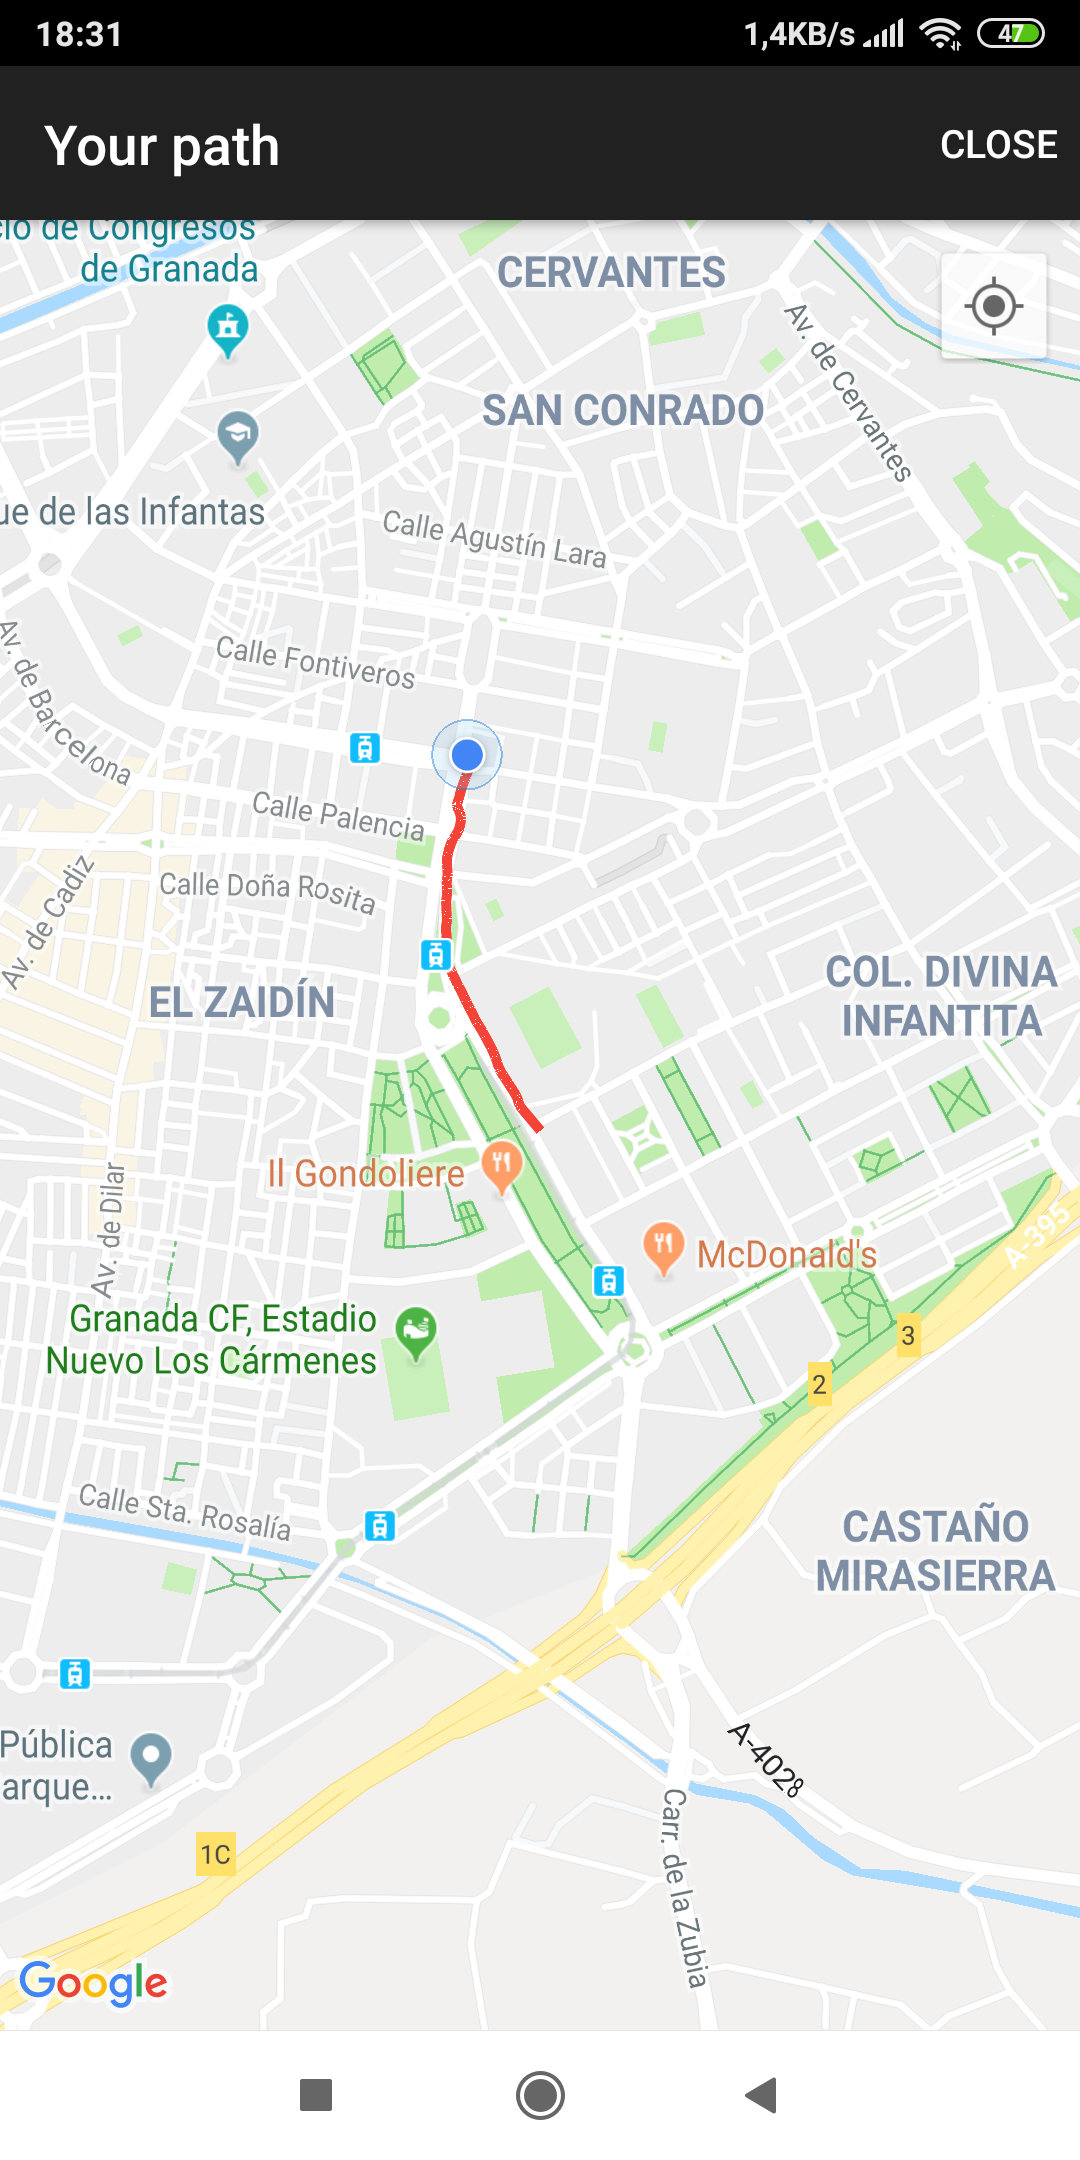 18:31
1,4KB/s
47
Your path
CLOSE
cio de Congresos
de Granada
CERVANTES
Av. de Cervantes
SAN CONRADO
ue de las Infantas
Calle Agustín Lara
Av. de Barcelona
Calle Fontiveros
Calle Palencia
Calle Doña Rosita
Av. de Cadiz
EL ZAIDÍN
COL. DIVINA
INFANTITA
Il Gondoliere
Av. de Dilar
McDonald's
A-395
Granada CF, Estadio
Nuevo Los Cármenes
3
2
Calle Sta. Rosalía
CASTAÑO
MIRASIERRA
Pública
arque...
A-4028
Carr. de la Zubia
1C
Google